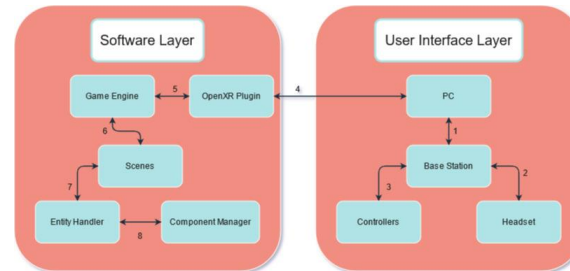 Software Layer
User Interface Layer
Game Engine
5
OpenXR Plugin
4
PC
6
1
Scenes
Base Station
7
3
2
Entity Handler
8
Component Manager
Controllers
Headset